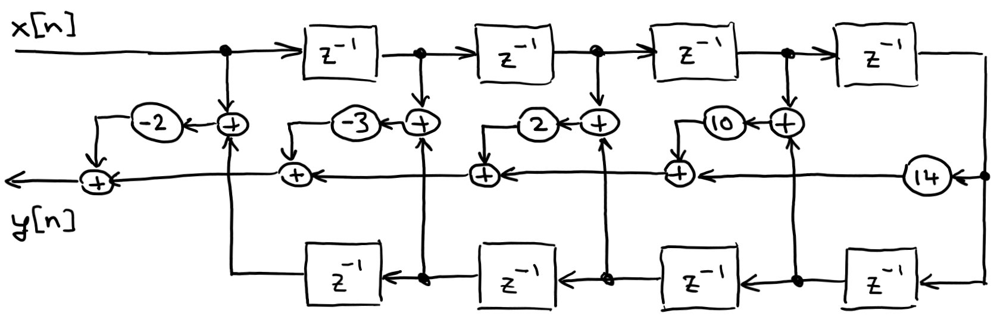 x[n]
z⁻¹ z⁻¹ z⁻¹ z⁻¹
-2 + -3 + 2 + 10 +
+ + + + 14
y[n]
z⁻¹ z⁻¹ z⁻¹ z⁻¹